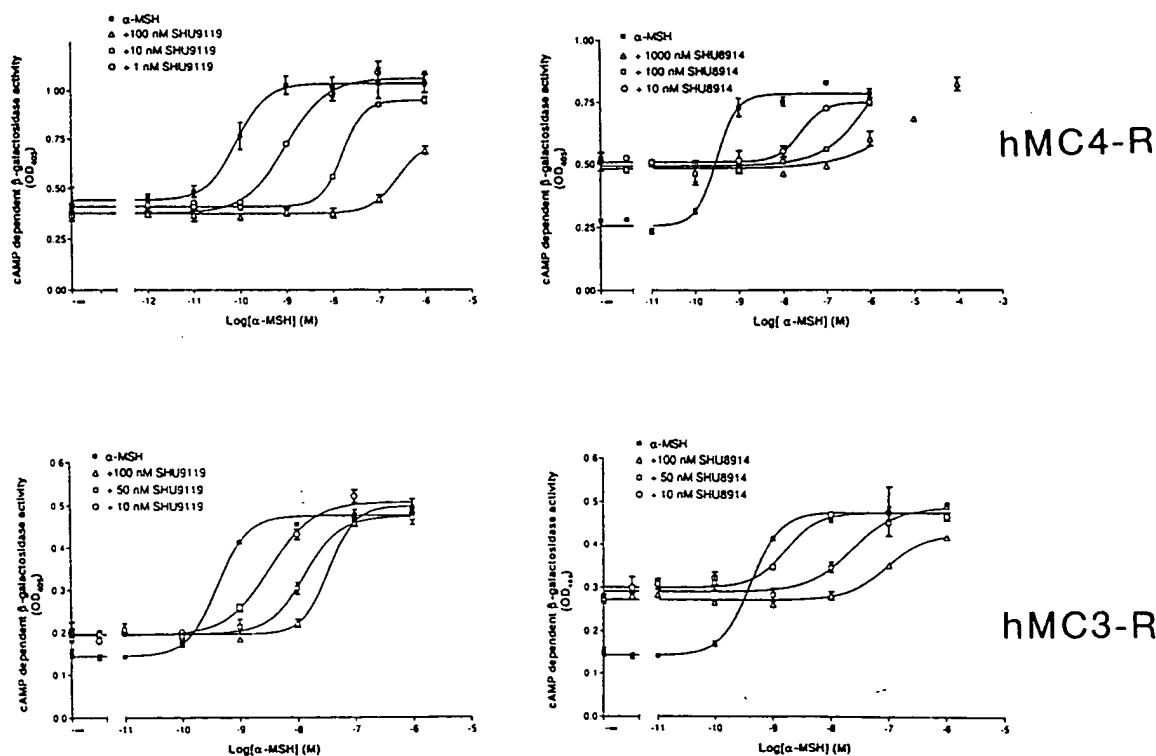 α-MSH
+100 nM SHU9119
+10 nM SHU9119
+ 1 nM SHU9119
cAMP dependent β-galactosidase activity
(OD405)
1.00
0.75
0.50
0.25
0.00
-∞ -12 -11 -10 -9 -8 -7 -6 -5
Log[α-MSH] (M)
α-MSH
+ 1000 nM SHU8914
+ 100 nM SHU8914
+ 10 nM SHU8914
cAMP dependent β-galactosidase activity
(OD405)
1.00
0.75
0.50
0.25
0.00
-∞ -11 -10 -9 -8 -7 -6 -5 -4 -3
Log[ α-MSH] (M)
hMC4-R
α-MSH
+100 nM SHU9119
+ 50 nM SHU9119
+ 10 nM SHU9119
cAMP dependent β-galactosidase activity
(OD405)
0.6
0.5
0.4
0.3
0.2
0.1
0.0
-∞ -11 -10 -9 -8 -7 -6 -5
Log[α-MSH] (M)
α-MSH
+100 nM SHU8914
+ 50 nM SHU8914
+ 10 nM SHU8914
cAMP dependent β-galactosidase activity
0.6
0.5
0.4
0.3
0.2
0.1
0.0
-∞ -11 -10 -9 -8 -7 -6 -5
Log[α-MSH] (M)
hMC3-R